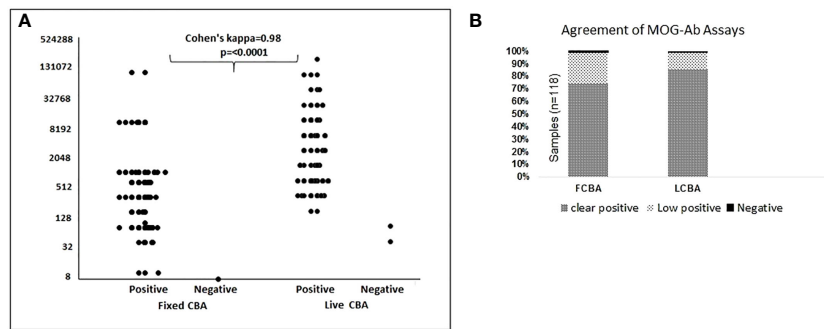 A
524288
131072
32768
8192
2048
512
128
32
8
Cohen's kappa=0.98
p=<0.0001
Positive Negative Positive Negative
Fixed CBA Live CBA
B
Agreement of MOG-Ab Assays
Samples (n=118)
100%
90%
80%
70%
60%
50%
40%
30%
20%
10%
0%
FCBA LCBA
clear positive Low positive Negative